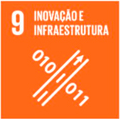 9 INOVAÇÃO E
INFRAESTRUTURA
010
011